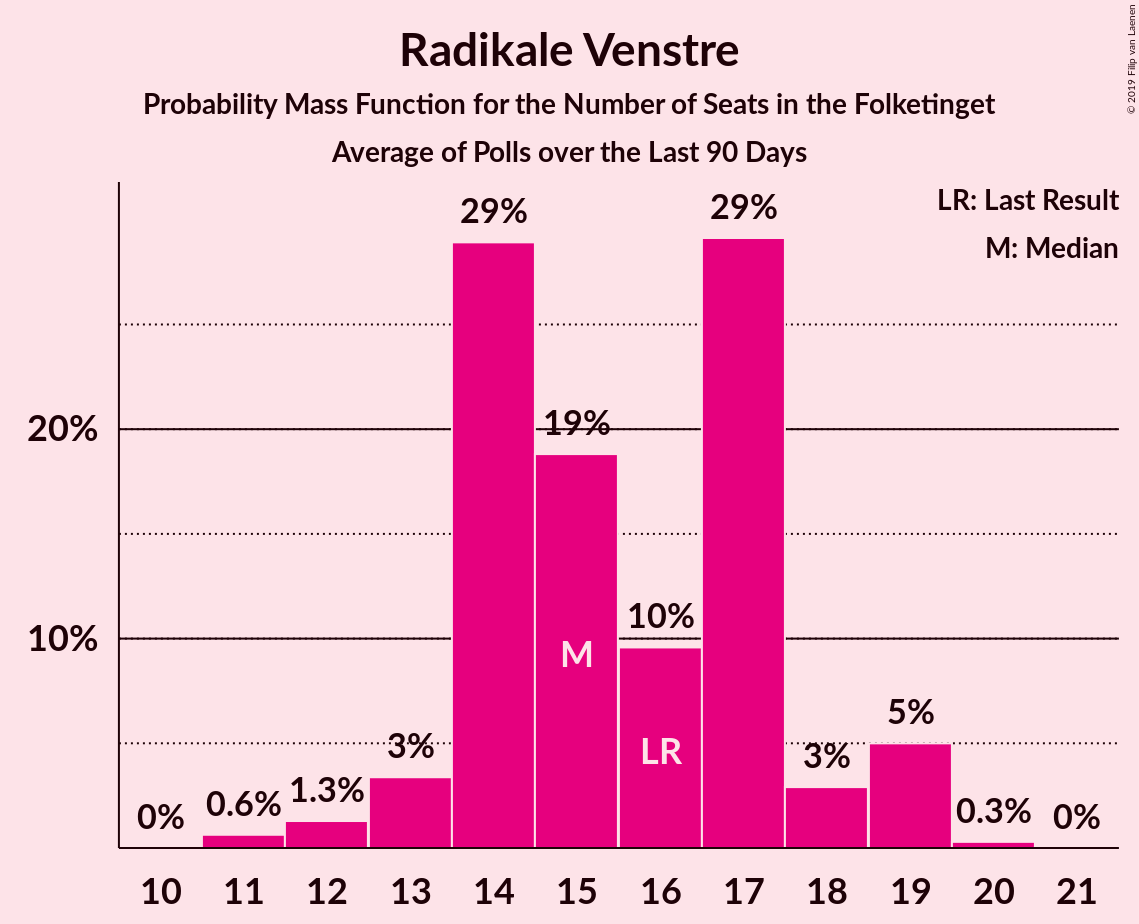 Radikale Venstre
Probability Mass Function for the Number of Seats in the Folketinget
Average of Polls over the Last 90 Days
© 2019 Filip van Laenen
LR: Last Result
M: Median
29%
29%
19%
20%
10%
10%
M
LR
5%
3%
3%
1.3%
0.6%
0.3%
0%
0%
10 11 12 13 14 15 16 17 18 19 20 21